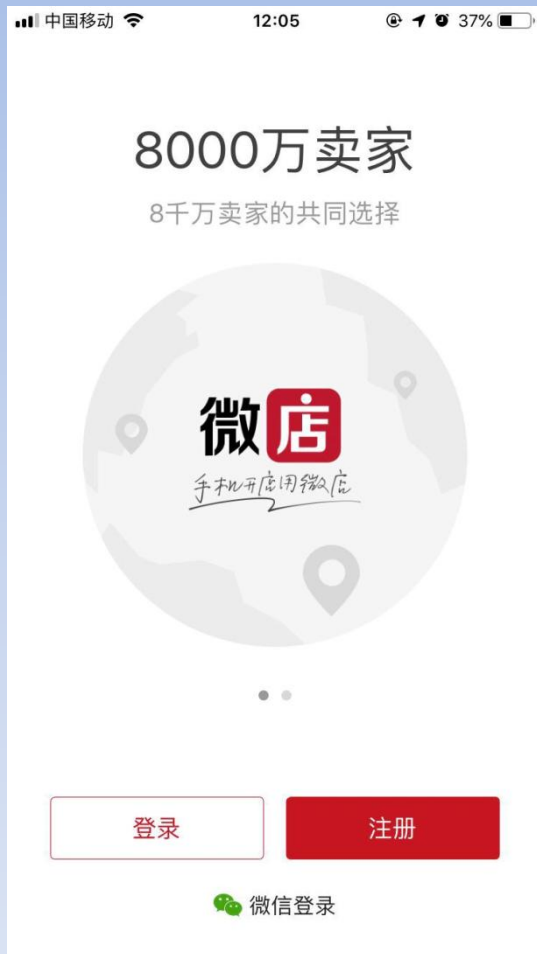 中国移动 12:05 37%
8000万卖家
8千万卖家的共同选择
微店
手机开店用微店
登录 注册
微信登录